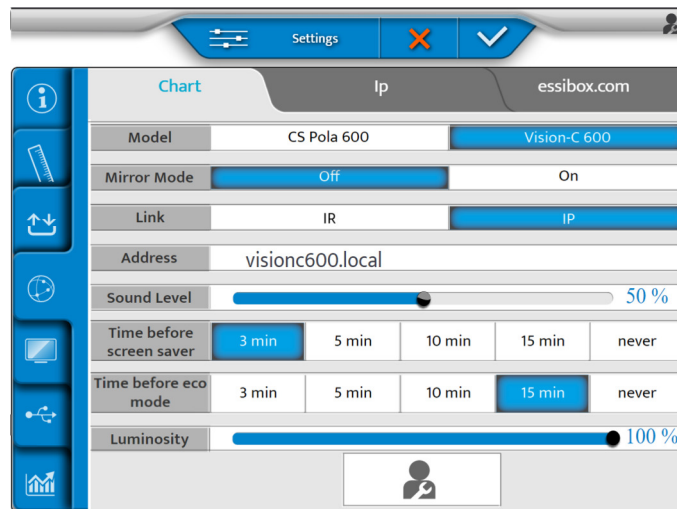 Settings
Chart Ip essibox.com
Model CS Pola 600 Vision-C 600
Mirror Mode Off On
Link IR IP
Address visionc600.local
Sound Level 50 %
Time before
screen saver 3 min 5 min 10 min 15 min never
Time before eco
mode 3 min 5 min 10 min 15 min never
Luminosity 100 %